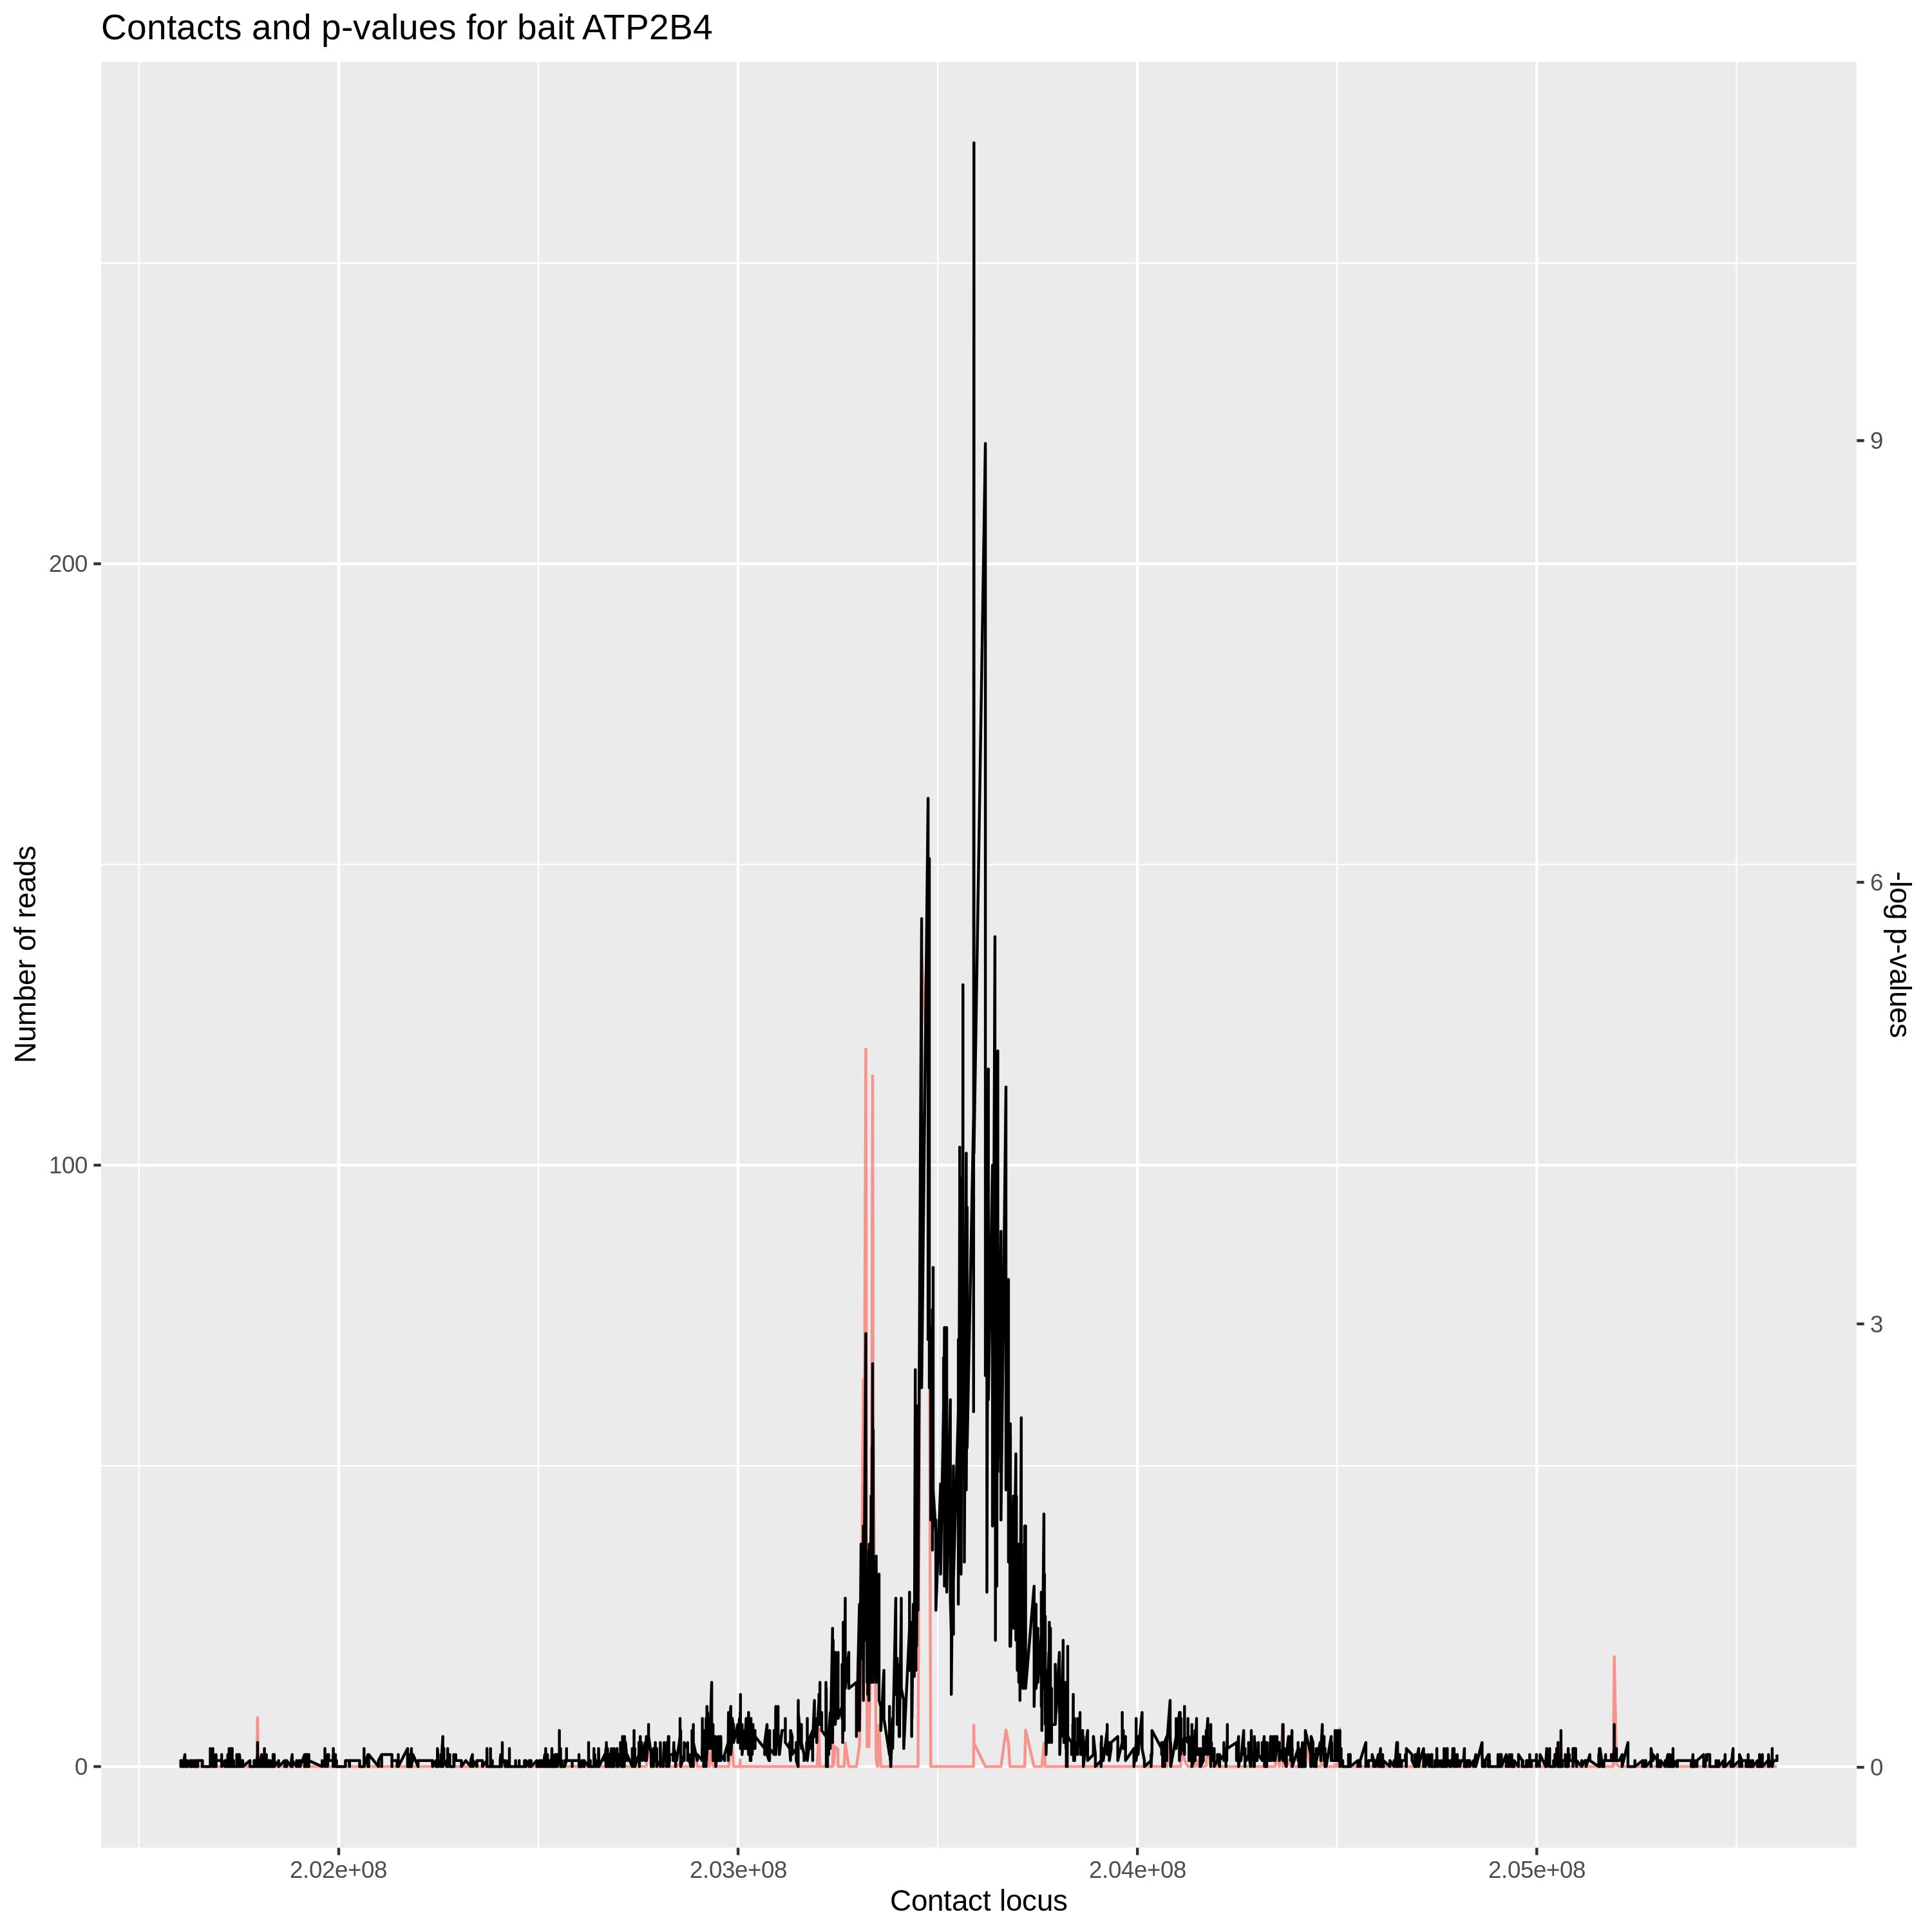 Contacts and p-values for bait ATP2B4
Number of reads
200
100
0
9
6
3
0
-log p-values
2.02e+08
2.03e+08
2.04e+08
2.05e+08
Contact locus